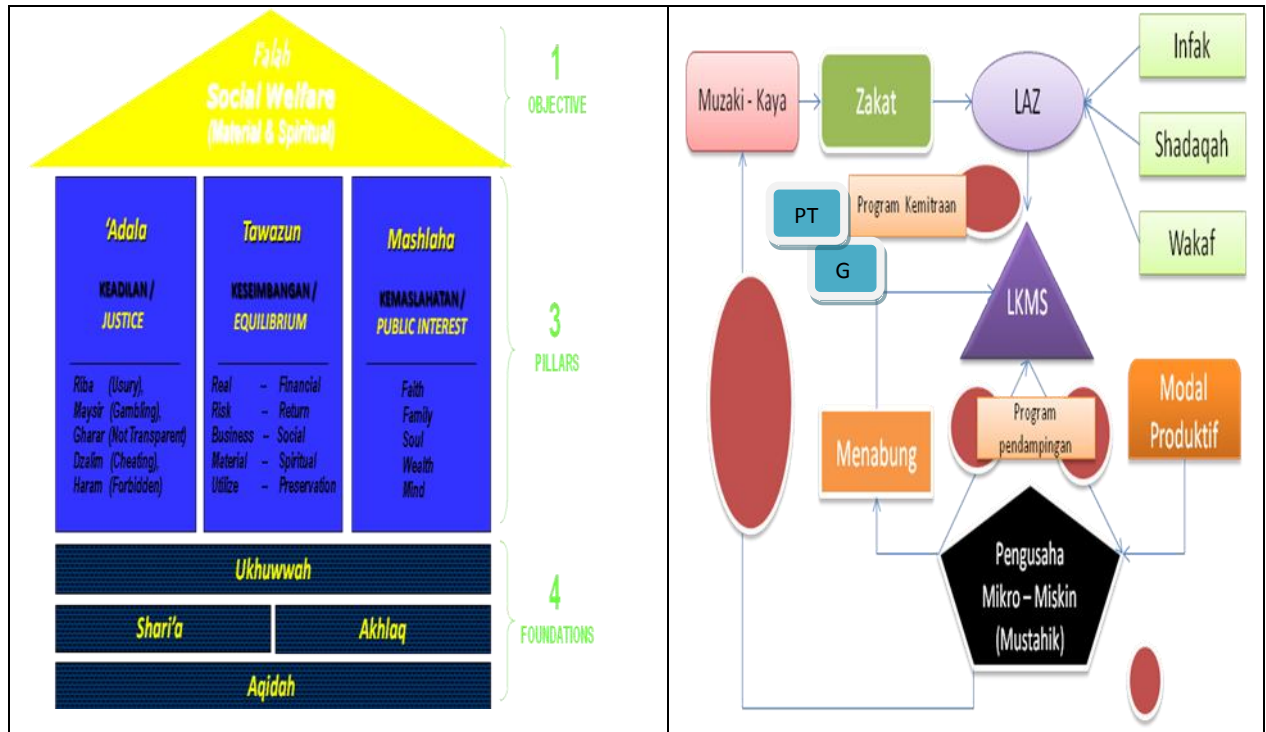 Falah
Social Welfare
(Material & Spiritual)
1
OBJECTIVE
'Adala
KEADILAN /
JUSTICE
Riba (Usury),
Maysir (Gambling),
Gharar (Not Transparent)
Dzalim (Cheating),
Haram (Forbidden)
Tawazun
KESEIMBANGAN /
EQUILIBRIUM
Real – Financial
Risk – Return
Business – Social
Material – Spiritual
Utilize – Preservation
Mashlaha
KEMASLAHATAN /
PUBLIC INTEREST
Faith
Family
Soul
Wealth
Mind
3
PILLARS
Ukhuwwah
Shari'a
Akhlaq
Aqidah
4
FOUNDATIONS
Muzaki - Kaya
Zakat
LAZ
Infak
Shadaqah
Wakaf
PT
Program Kemitraan
G
LKMS
Menabung
Program
pendampingan
Modal
Produktif
Pengusaha
Mikro – Miskin
(Mustahik)